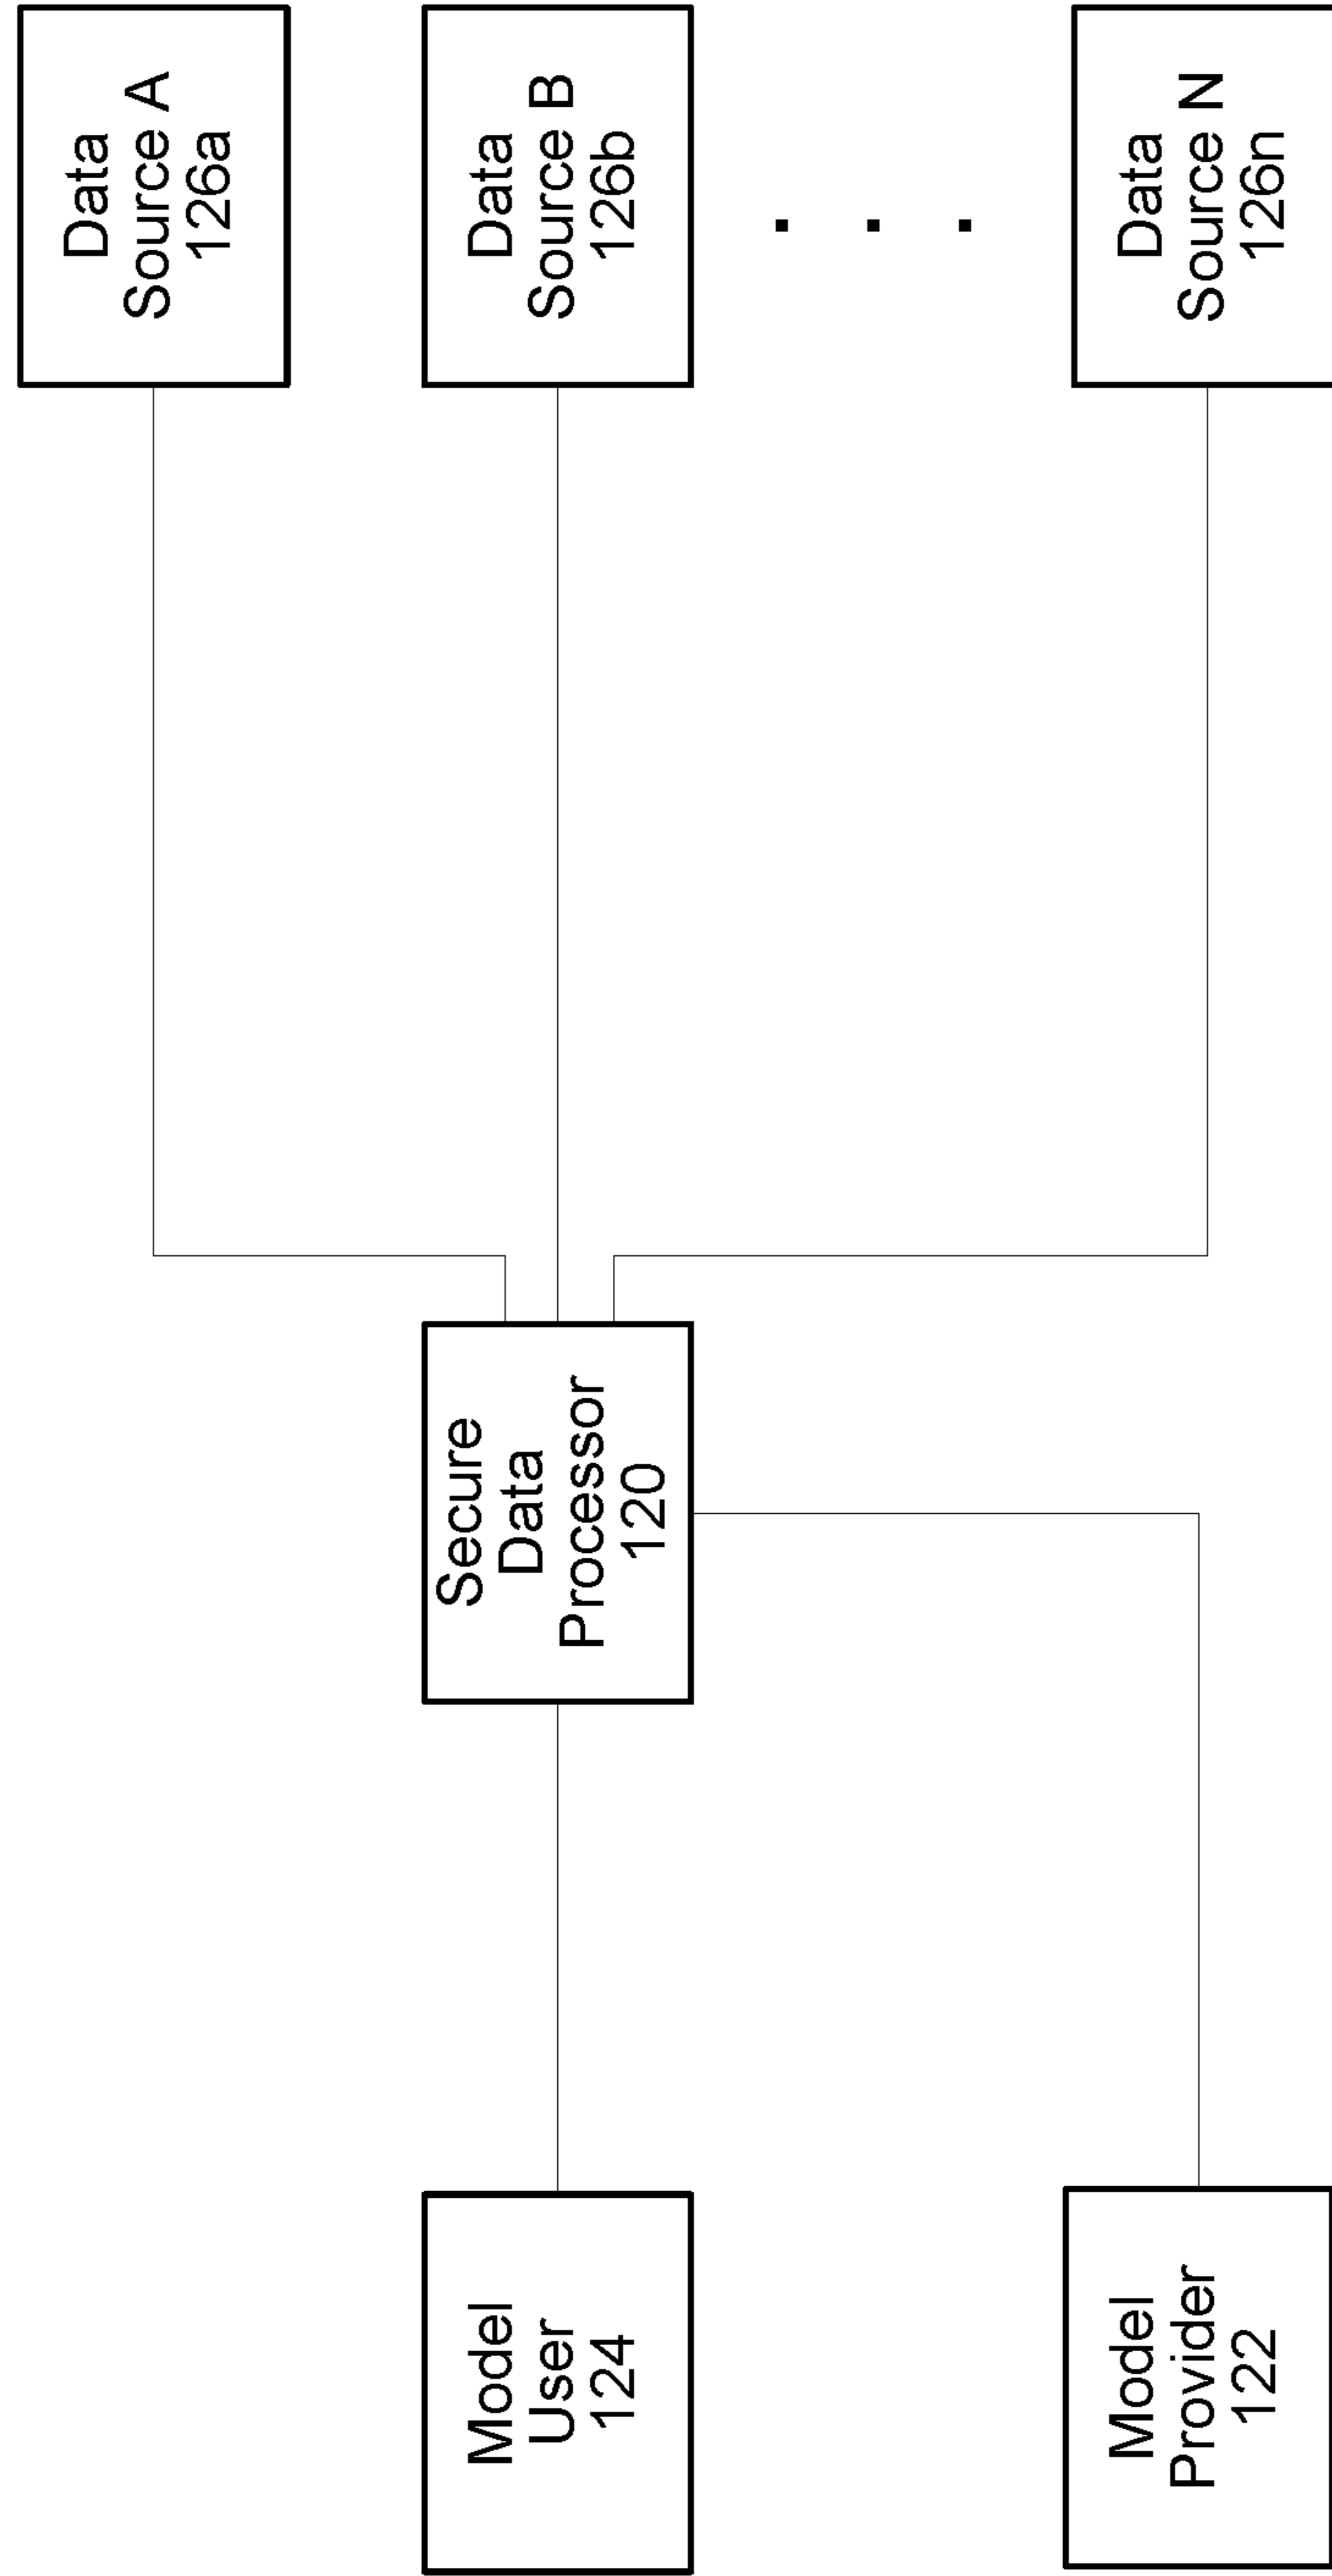 Data
Source A
126a
Data
Source B
126b
Data
Source N
126n
Secure
Data
Processor
120
Model
User
124
Model
Provider
122